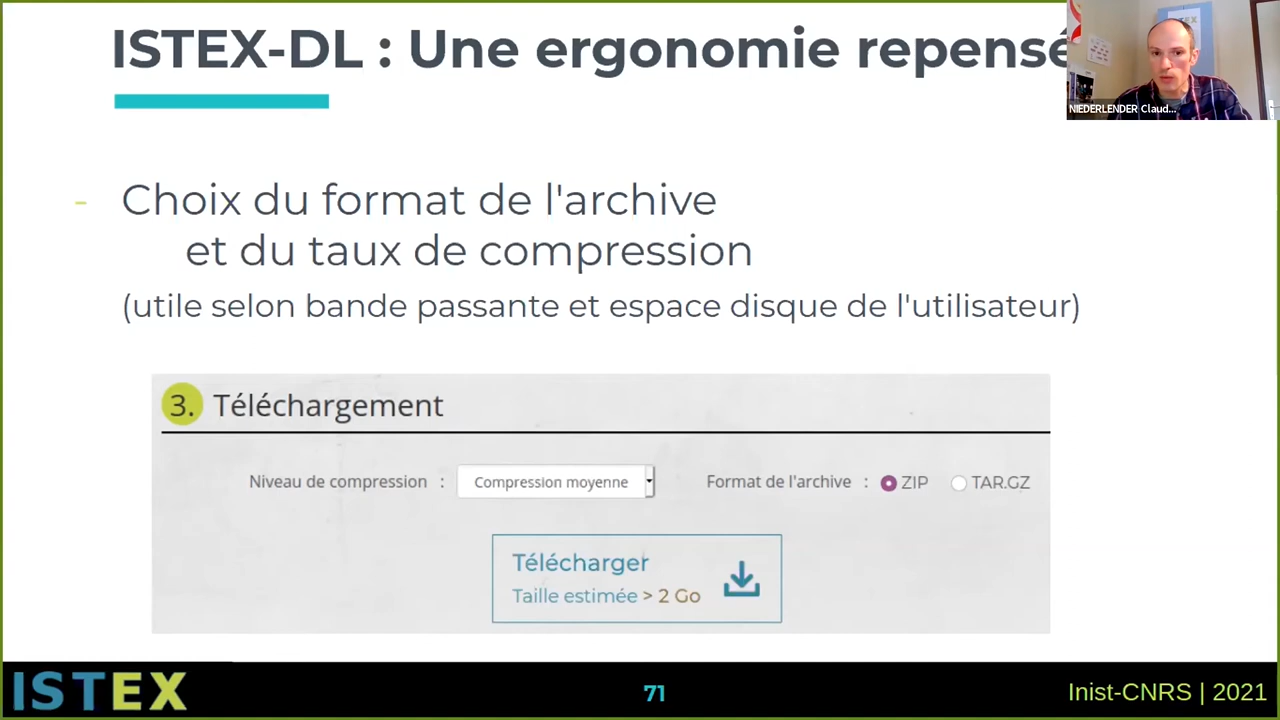 ISTEX-DL : Une ergonomie repensé
NIEDERLENDER Claud...
- Choix du format de l'archive
et du taux de compression
(utile selon bande passante et espace disque de l'utilisateur)
3. Téléchargement
Niveau de compression : Compression moyenne Format de l'archive : ZIP TAR.GZ
Télécharger
Taille estimée > 2 Go
ISTEX 71 Inist-CNRS | 2021